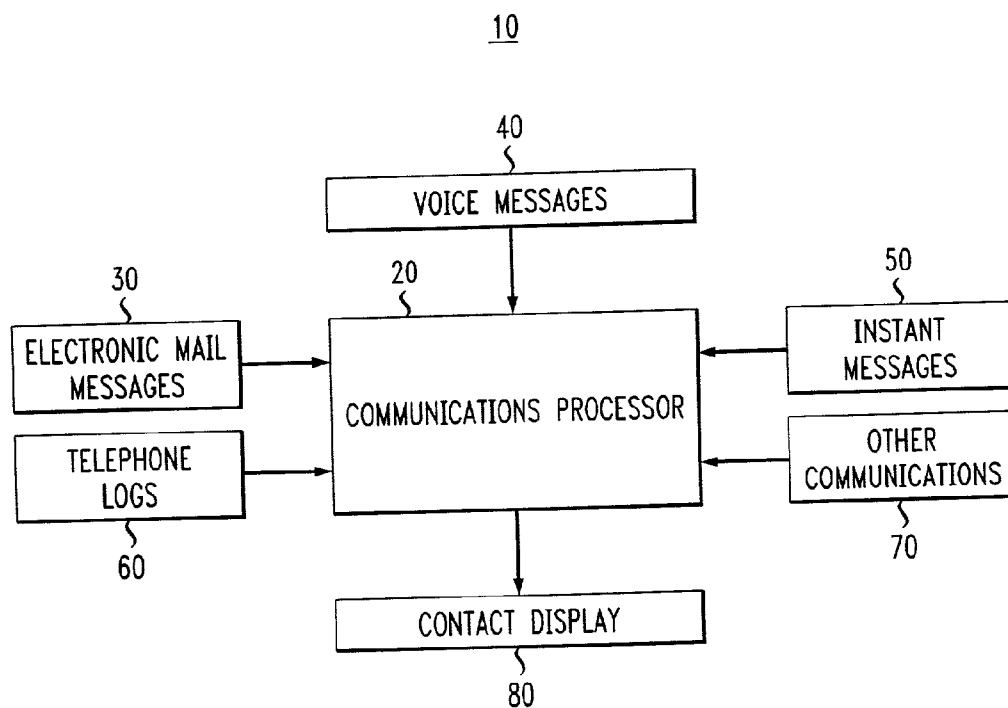 10
40
VOICE MESSAGES
30
ELECTRONIC MAIL
MESSAGES
20
COMMUNICATIONS PROCESSOR
50
INSTANT
MESSAGES
TELEPHONE
LOGS
60
OTHER
COMMUNICATIONS
70
CONTACT DISPLAY
80